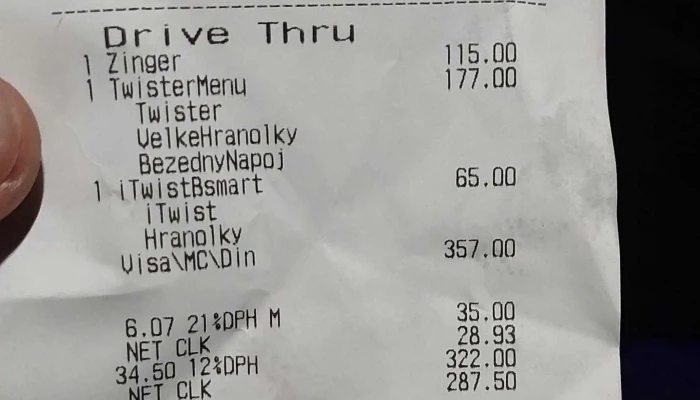 Drive Thru
1 Zinger 115.00
1 TwisterMenu 177.00
Twister
VelkeHranolky
BezednyNapoj
1 iTwistBsmart 65.00
iTwist
Hranolky
Visa\MC\Din 357.00
6.07 21%DPH M 35.00
NET CLK 28.93
34.50 12%DPH 322.00
NET CLK 287.50